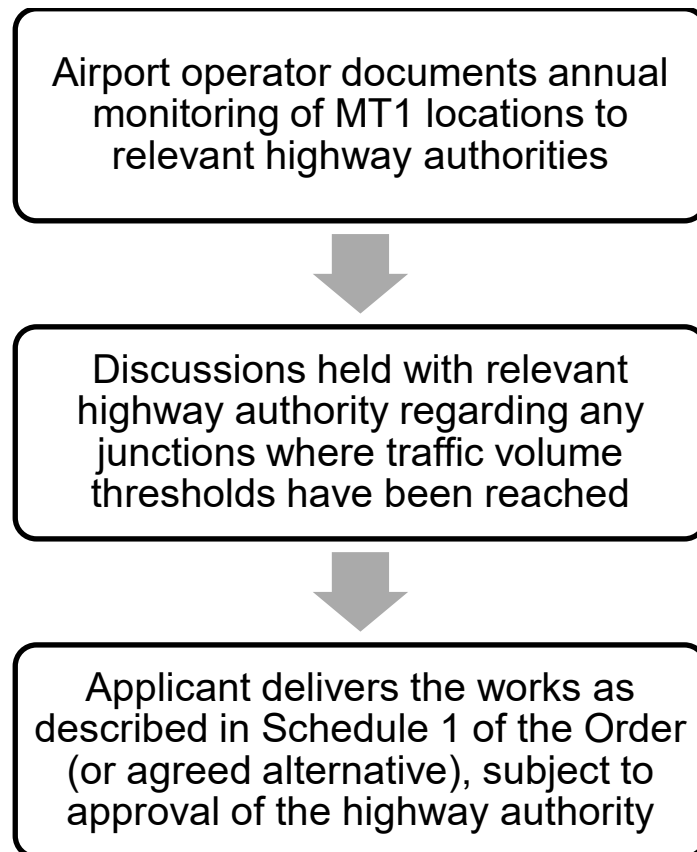 Airport operator documents annual
monitoring of MT1 locations to
relevant highway authorities
Discussions held with relevant
highway authority regarding any
junctions where traffic volume
thresholds have been reached
Applicant delivers the works as
described in Schedule 1 of the Order
(or agreed alternative), subject to
approval of the highway authority